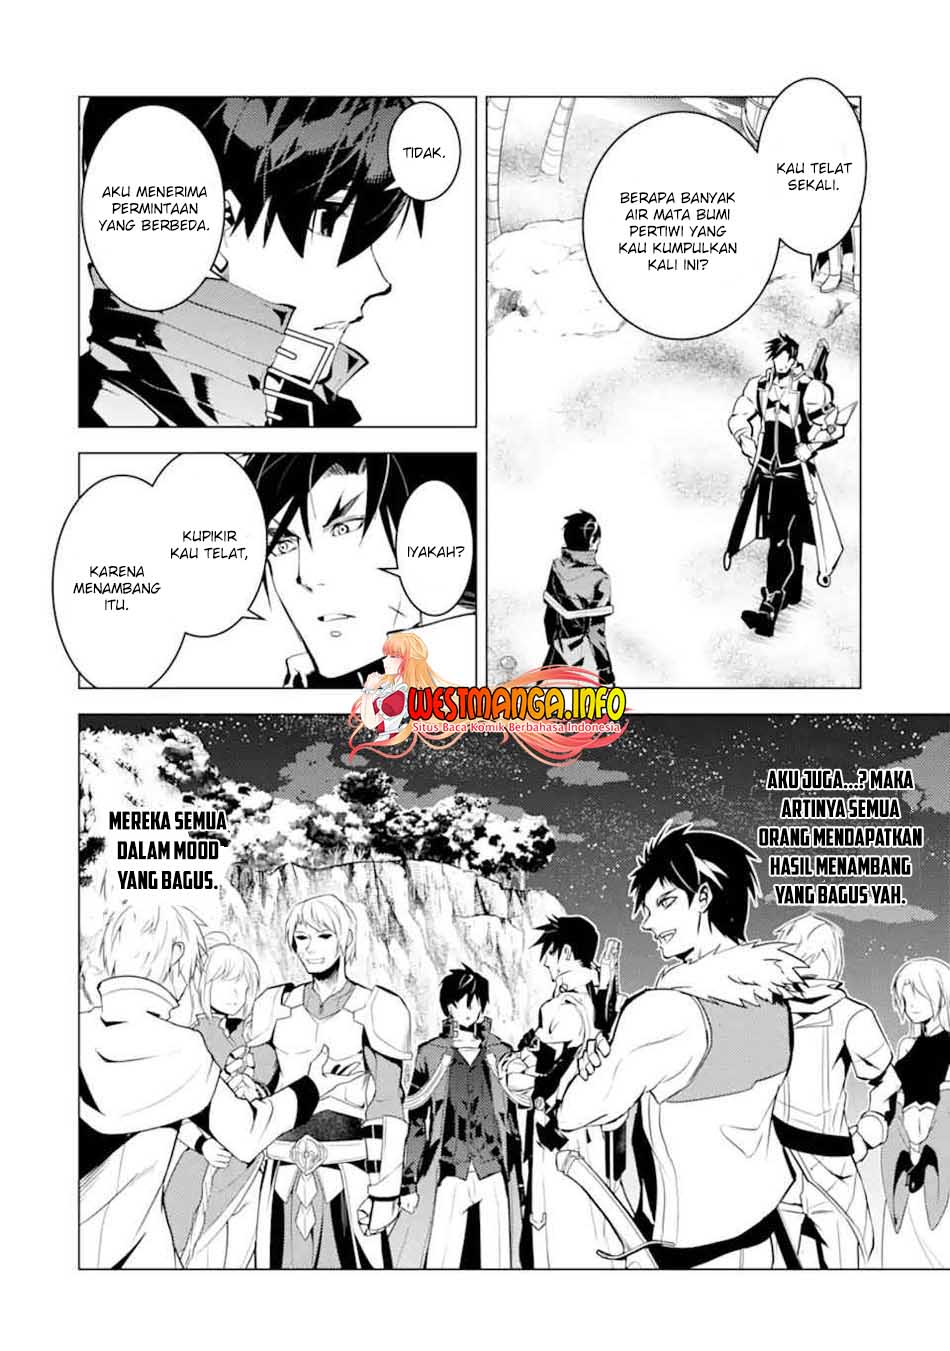 KAU TELAT
SEKALI.
BERAPA BANYAK
AIR MATA BUMI
PERTIWI YANG
KAU KUMPULKAN
KALI INI?
TIDAK.
AKU MENERIMA
PERMINTAAN
YANG BERBEDA.
IYAKAH?
KUPIKIR
KAU TELAT,
KARENA
MENAMBANG
ITU.
WESTMANGA.INFO
Situs Baca Komik Berbahasa Indonesia
AKU JUGA...? MAKA
ARTINYA SEMUA
ORANG MENDAPATKAN
HASIL MENAMBANG
YANG BAGUS YAH.
MEREKA SEMUA
DALAM MOOD
YANG BAGUS.